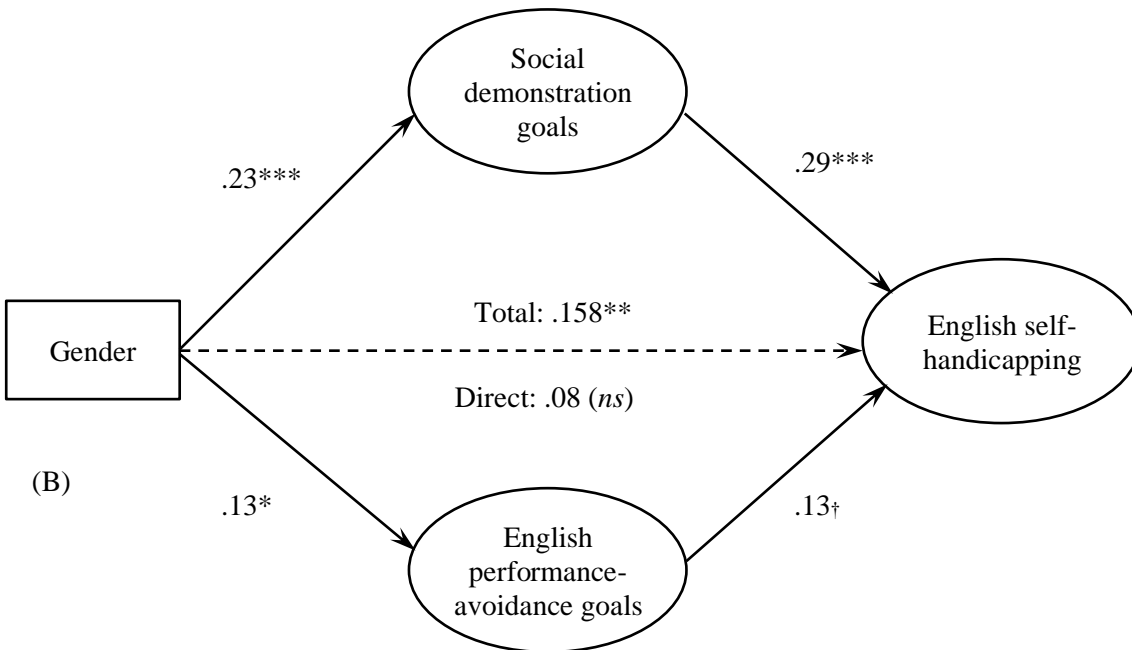 Social
demonstration
goals
.23***
.29***
Total: .158**
Gender
English self-
handicapping
Direct: .08 (ns)
(B)
.13*
.13†
English
performance-
avoidance goals